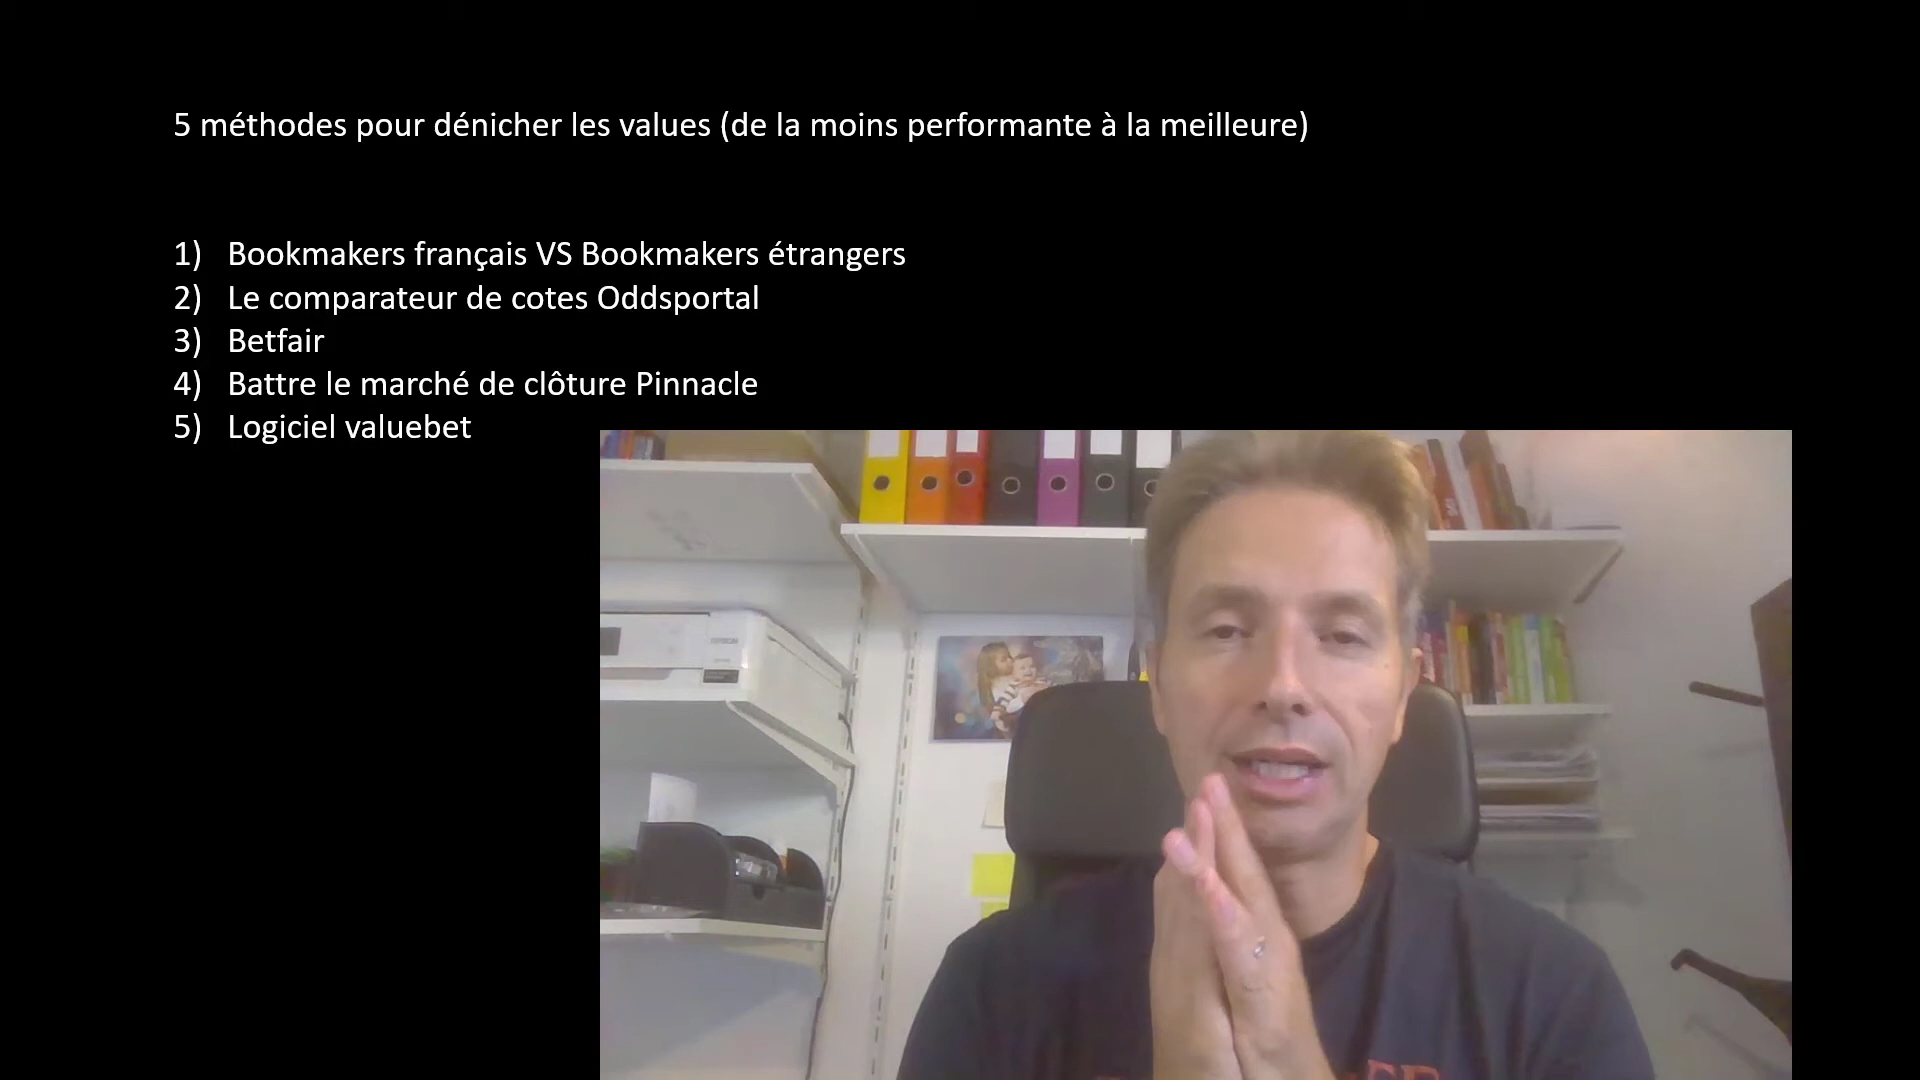 5 méthodes pour dénicher les values (de la moins performante à la meilleure)
1) Bookmakers français VS Bookmakers étrangers
2) Le comparateur de cotes Oddsportal
3) Betfair
4) Battre le marché de clôture Pinnacle
5) Logiciel valuebet
EPSON